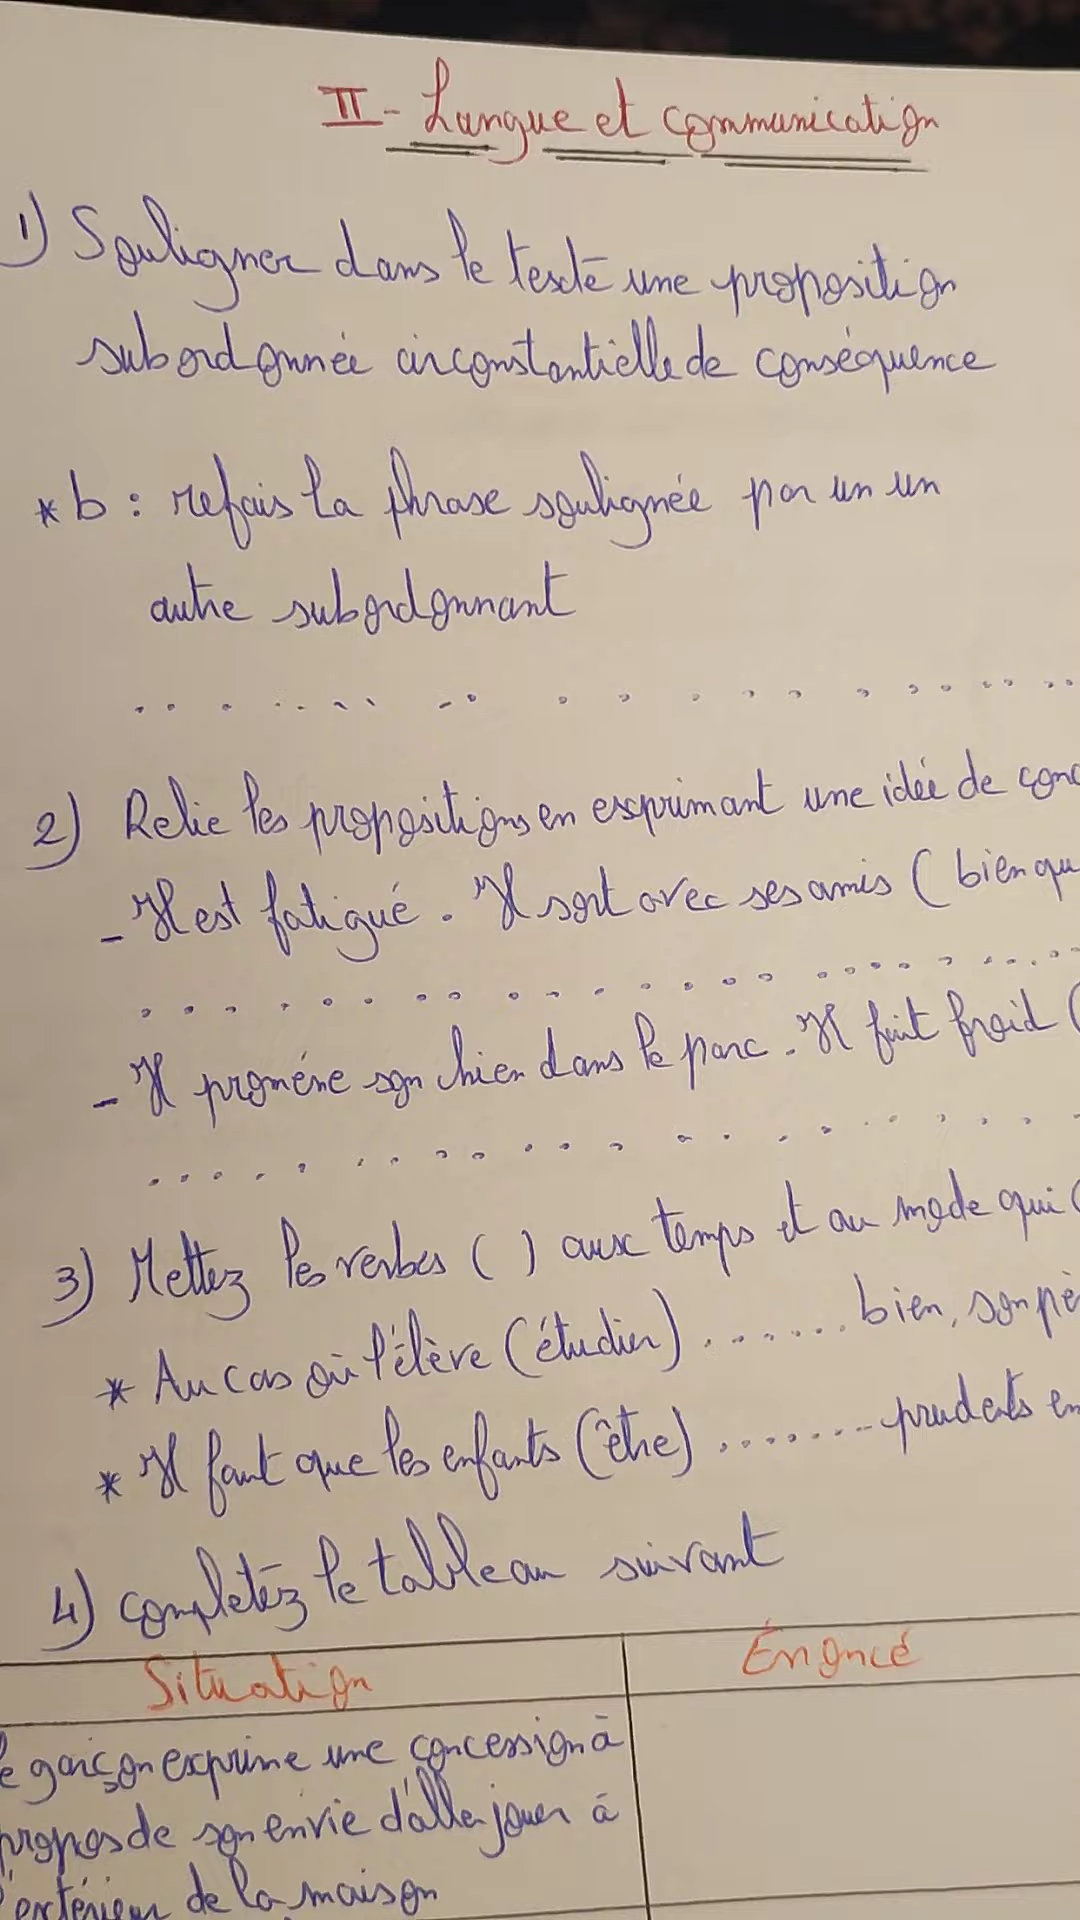 II - Langue et communication
1) Souligner dans le texte une proposition
subordonnée circonstantielle de conséquence
* b : refais la phrase soulignée par un un
autre subordonnant
2) Relie les propositions en exprimant une idée de conc
- Il est fatigué. Il sort avec ses amis ( bien qu
- Il promène son chien dans le parc. Il fait froid (
3) Mettez les verbes ( ) aux temps et au mode qui
* Au cas où l'élève (étudier) ....... bien, son pè
* Il faut que les enfants (être) ........ prudents en
4) completez le tableau suivant
Situation
Énoncé
e garçon exprime une concession à
propos de son envie d'aller jouer à
l'extérieur de la maison